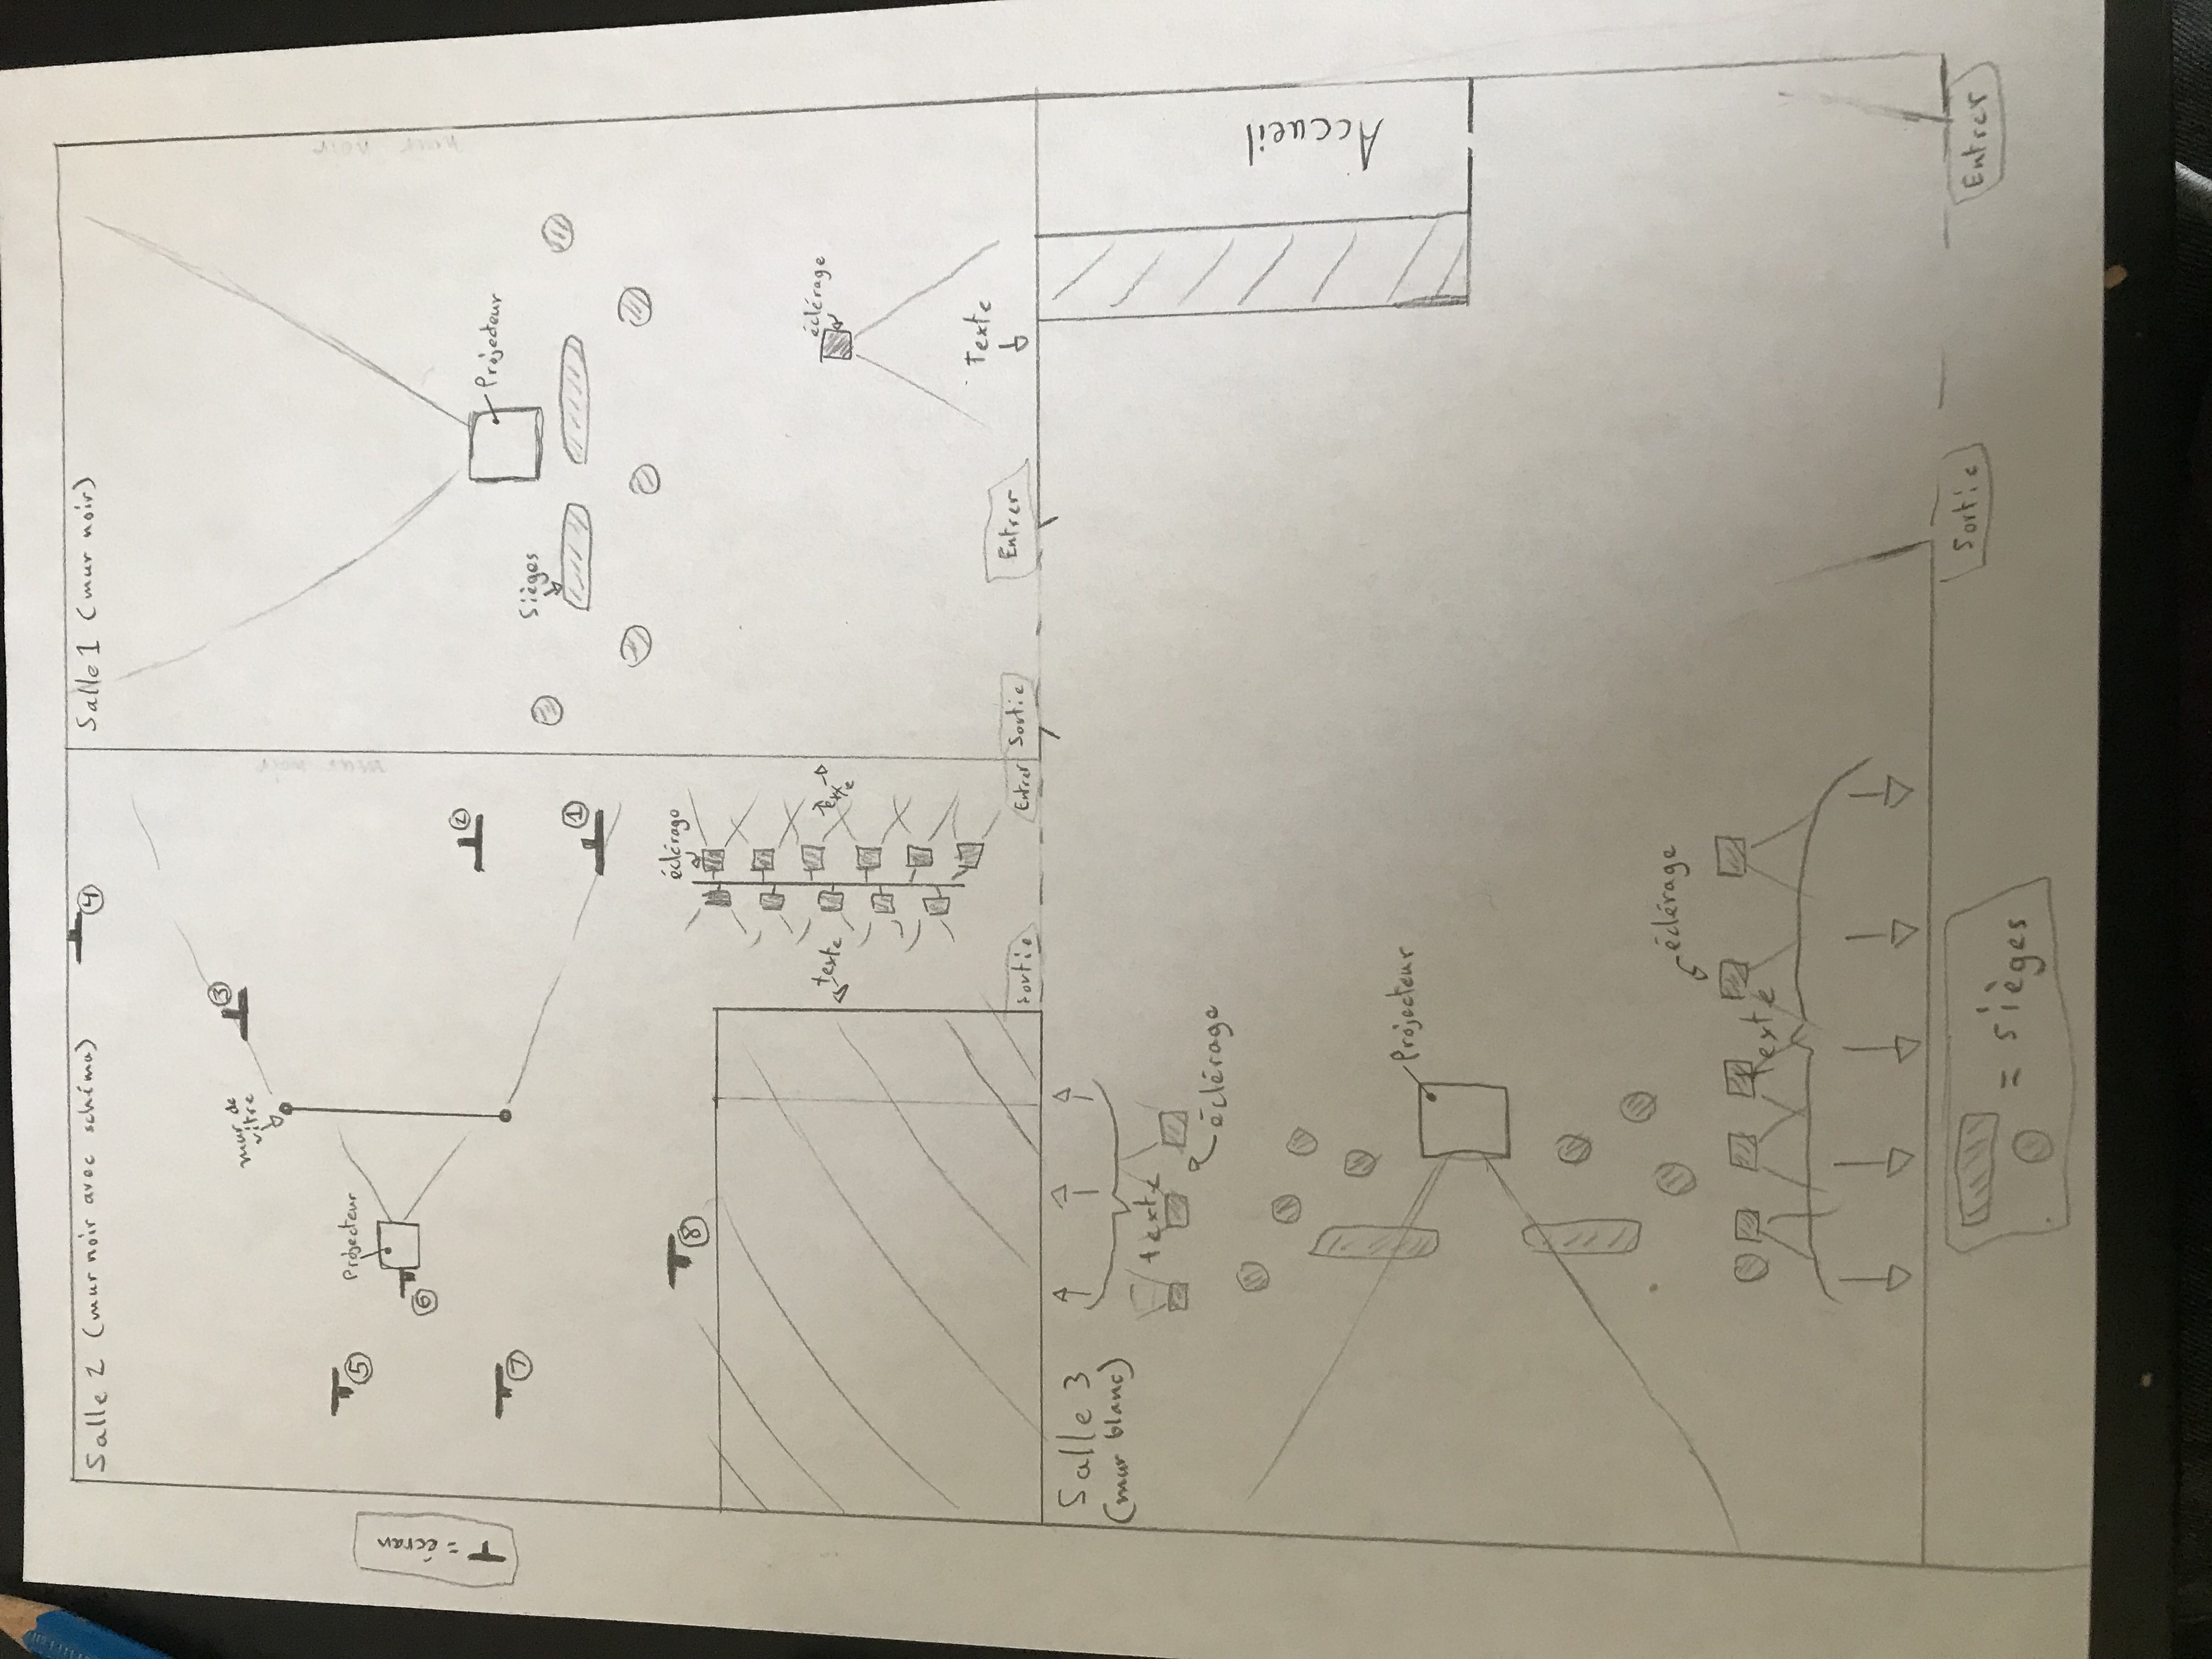 Salle 2 (mur noir avec schéma)
4
Salle 1 (mur noir)
3
mur de
vitre
5
Projecteur
6
T = écran
7
2
Projecteur
Sièges
1
8
éclérage
texte
texte
éclérage
Texte
Sortie
Entrer
Sortie
Entrer
Salle 3
(mur blanc)
texte
éclérage
Accueil
Projecteur
éclérage
texte
Sortie
Entrer
= sièges